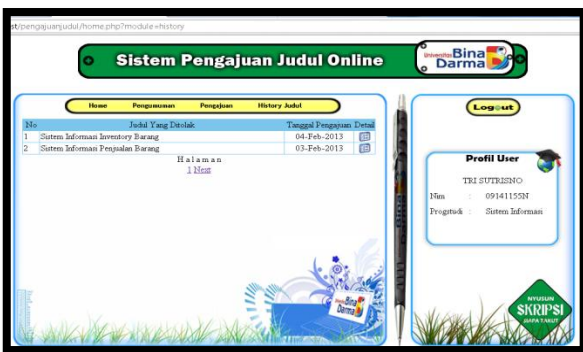 st/pengajuanjudul/home.php?module=history
Sistem Pengajuan Judul Online
Universitas Bina
Darma
Home Pengumuman Pengajuan History Judul
No Judul Yang Ditolak Tanggal Pengajuan Detail
1 Sistem Informasi Inventory Barang 04-Feb-2013
2 Sistem Informasi Penjualan Barang 03-Feb-2013
Halaman
1 Next
Logout
Profil User
TRI SUTRISNO
Nim : 09141155N
Progstudi : Sistem Informasi
Bina
Darma
NYUSUN
SKRIPSI
SIAPA TAKUT